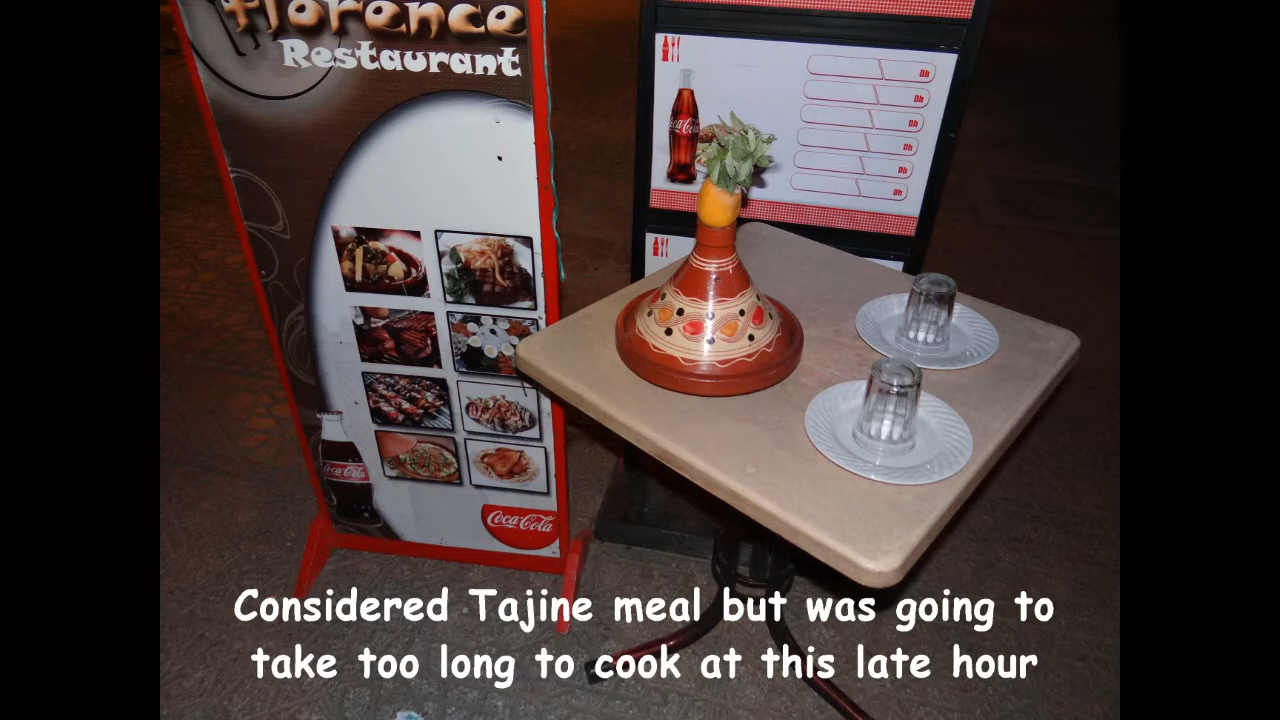 florence
Restaurant
Coca-Cola
Dh
Dh
Dh
Dh
Dh
Dh
Coca-Cola
Coca-Cola
Considered Tajine meal but was going to
take too long to cook at this late hour